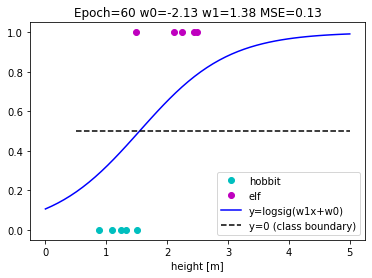 Epoch=60 w0=-2.13 w1=1.38 MSE=0.13
1.0
0.8
0.6
0.4
0.2
0.0
hobbit
elf
y=logsig(w1x+w0)
y=0 (class boundary)
0 1 2 3 4 5
height [m]